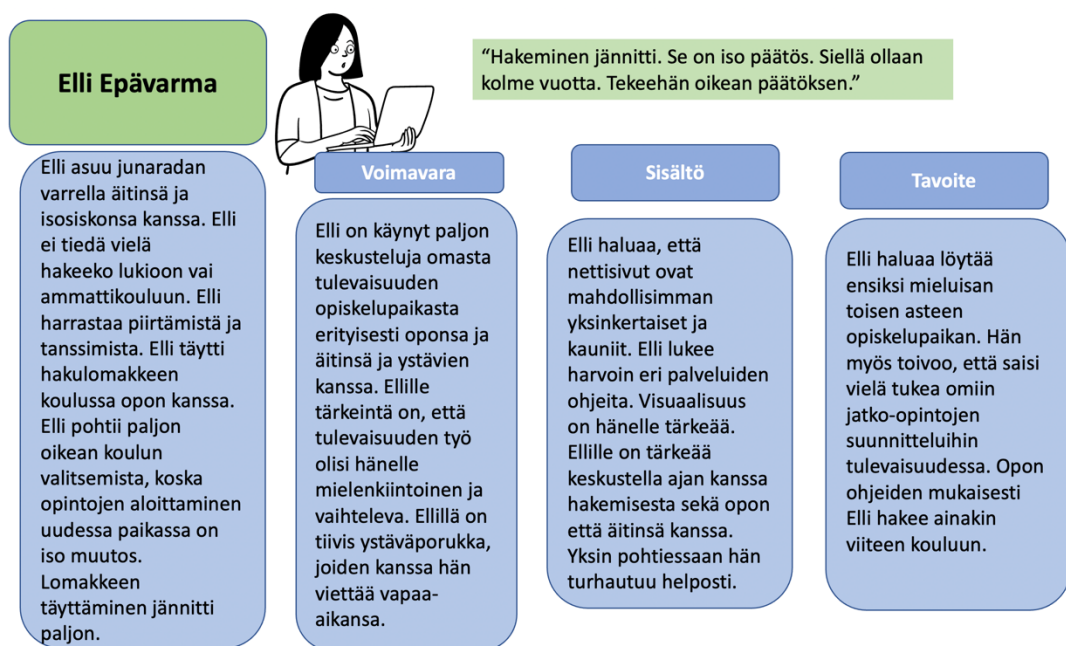 Elli Epävarma
“Hakeminen jännitti. Se on iso päätös. Siellä ollaan
kolme vuotta. Tekeehän oikean päätöksen.”
Elli asuu junaradan
varrella äitinsä ja
isosiskonsa kanssa. Elli
ei tiedä vielä
hakeeko lukioon vai
ammattikouluun. Elli
harrastaa piirtämistä ja
tanssimista. Elli täytti
hakulomakkeen
koulussa opon kanssa.
Elli pohtii paljon
oikean koulun
valitsemista, koska
opintojen aloittaminen
uudessa paikassa on
iso muutos.
Lomakkeen
täyttäminen jännitti
paljon.
Voimavara
Elli on käynyt paljon
keskusteluja omasta
tulevaisuuden
opiskelupaikasta
erityisesti oponsa ja
äitinsä ja ystävien
kanssa. Ellille
tärkeintä on, että
tulevaisuuden työ
olisi hänelle
mielenkiintoinen ja
vaihteleva. Ellillä on
tiivis ystäväporukka,
joiden kanssa hän
viettää vapaa-
aikansa.
Sisältö
Elli haluaa, että
nettisivut ovat
mahdollisimman
yksinkertaiset ja
kauniit. Elli lukee
harvoin eri palveluiden
ohjeita. Visuaalisuus
on hänelle tärkeää.
Ellille on tärkeää
keskustella ajan kanssa
hakemisesta sekä opon
että äitinsä kanssa.
Yksin pohtiessaan hän
turhautuu helposti.
Tavoite
Elli haluaa löytää
ensiksi mieluisan
toisen asteen
opiskelupaikan. Hän
myös toivoo, että saisi
vielä tukea omiin
jatko-opintojen
suunnitteluihin
tulevaisuudessa. Opon
ohjeiden mukaisesti
Elli hakee ainakin
viiteen kouluun.